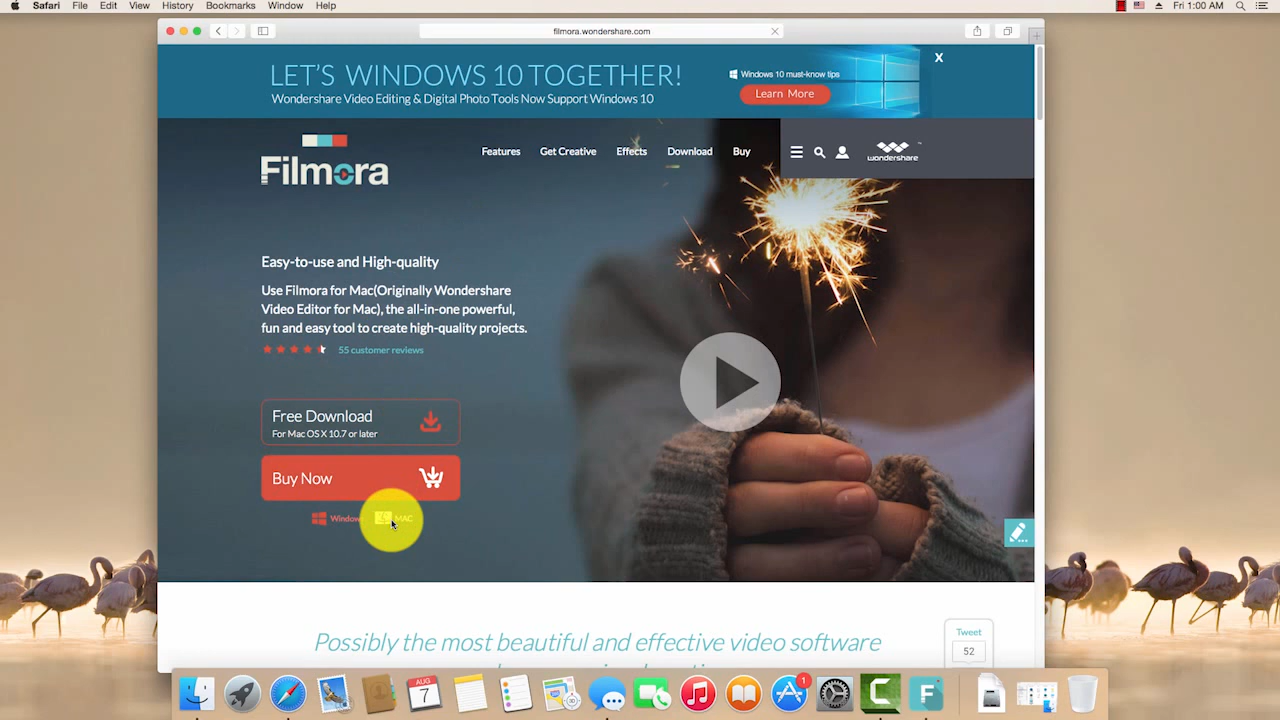 Safari File Edit View History Bookmarks Window Help
Fri 1:00 AM
filmora.wondershare.com
LET'S WINDOWS 10 TOGETHER!
Wondershare Video Editing & Digital Photo Tools Now Support Windows 10
Windows 10 must-know tips
Learn More
X
Filmora
Features Get Creative Effects Download Buy
wondershare
Easy-to-use and High-quality
Use Filmora for Mac(Originally Wondershare
Video Editor for Mac), the all-in-one powerful,
fun and easy tool to create high-quality projects.
55 customer reviews
Free Download
For Mac OS X 10.7 or later
Buy Now
Window MAC
Possibly the most beautiful and effective video software
Tweet
52
AUG
7
1
C
F